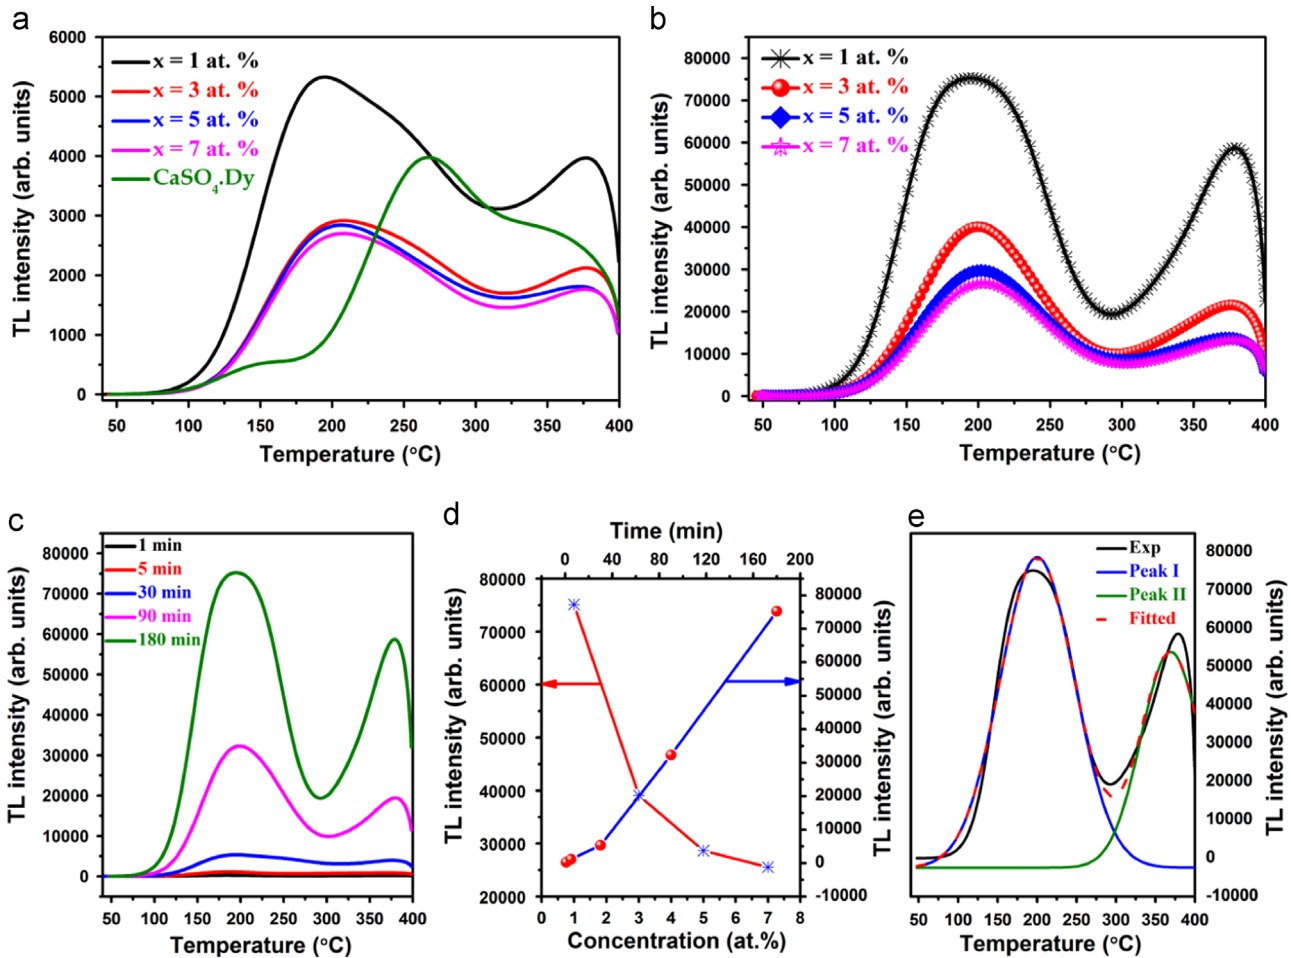 a
6000
5000
4000
3000
2000
1000
0
TL intensity (arb. units)
x = 1 at. %
x = 3 at. %
x = 5 at. %
x = 7 at. %
CaSO4.Dy
50 100 150 200 250 300 350 400
Temperature (°C)
b
80000
70000
60000
50000
40000
30000
20000
10000
0
TL intensity (arb. units)
x = 1 at. %
x = 3 at. %
x = 5 at. %
x = 7 at. %
50 100 150 200 250 300 350 400
Temperature (°C)
c
80000
70000
60000
50000
40000
30000
20000
10000
0
TL intensity (arb. units)
1 min
5 min
30 min
90 min
180 min
50 100 150 200 250 300 350 400
Temperature (°C)
d
Time (min)
0 40 80 120 160 200
80000
70000
60000
50000
40000
30000
20000
TL intensity (arb. units)
80000
70000
60000
50000
40000
30000
20000
10000
0
-10000
TL intensity (arb. units)
0 1 2 3 4 5 6 7 8
Concentration (at.%)
e
Exp
Peak I
Peak II
Fitted
80000
70000
60000
50000
40000
30000
20000
10000
0
-10000
TL intensity (arb. units)
50 100 150 200 250 300 350 400
Temperature (°C)